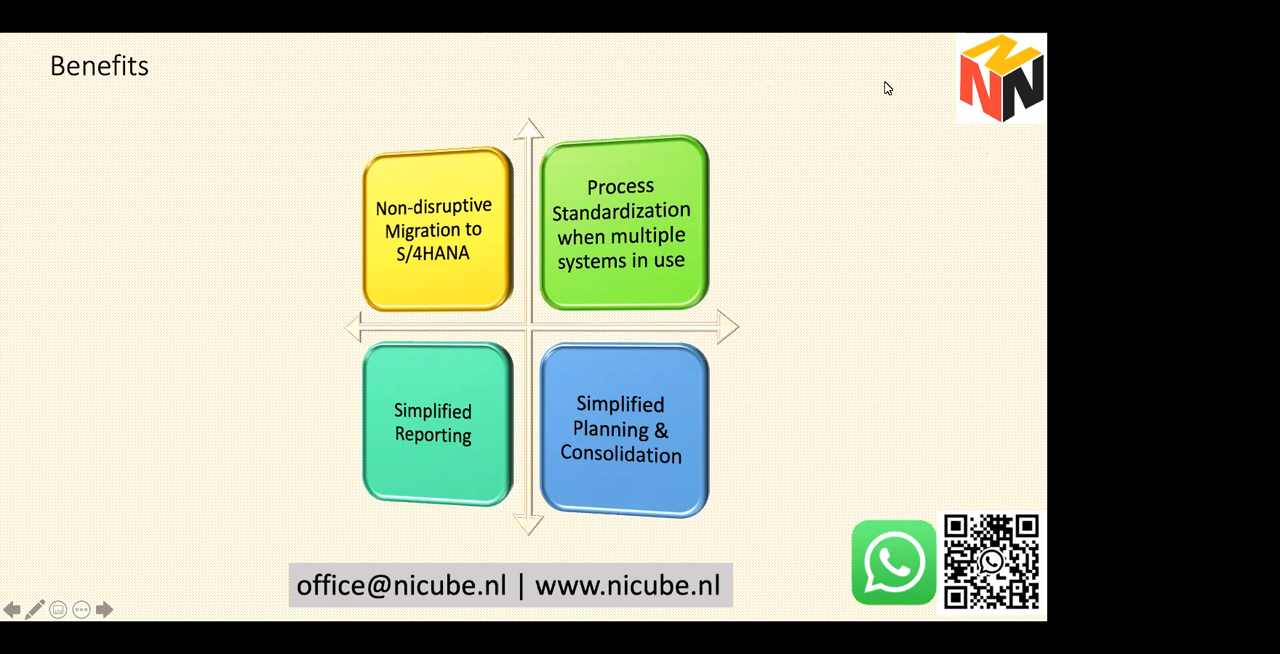 Benefits
Non-disruptive
Migration to
S/4HANA
Process
Standardization
when multiple
systems in use
Simplified
Reporting
Simplified
Planning &
Consolidation
office@nicube.nl | www.nicube.nl
NNN